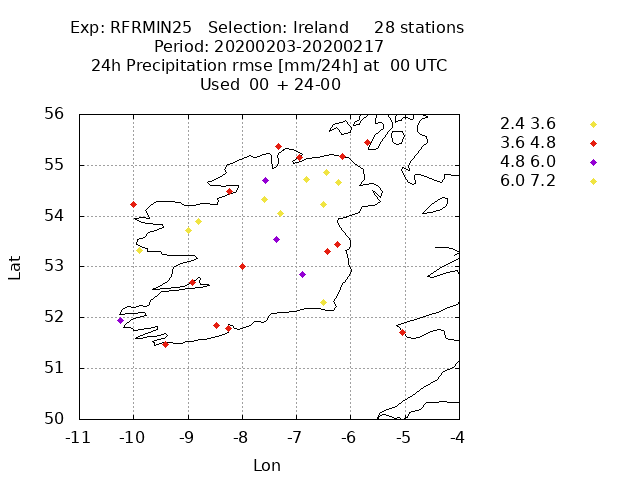 Exp: RFRMIN25 Selection: Ireland 28 stations
Period: 20200203-20200217
24h Precipitation rmse [mm/24h] at 00 UTC
Used 00 + 24-00
56
55
54
53
52
51
50
-11 -10 -9 -8 -7 -6 -5 -4
Lat
Lon
2.4 3.6
3.6 4.8
4.8 6.0
6.0 7.2